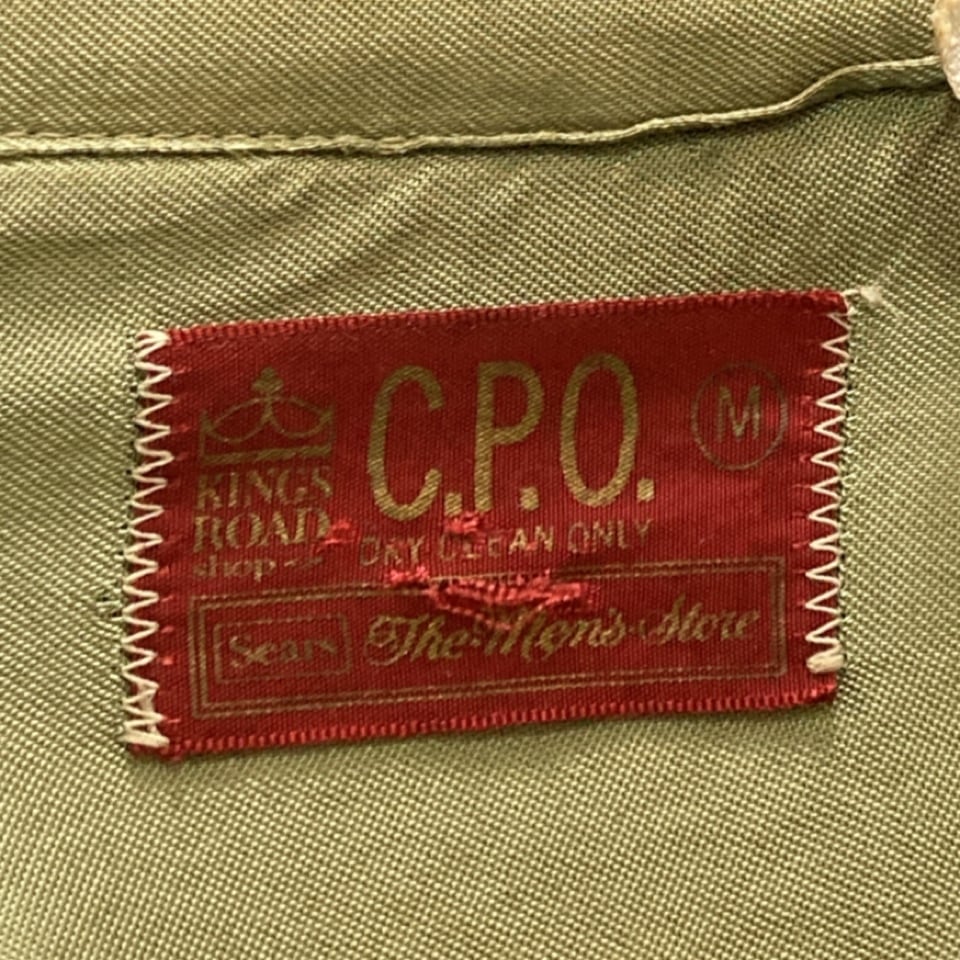 C.P.O.
M
KINGS
ROAD
shop
DRY CLEAN ONLY
Sears
The Men's Store